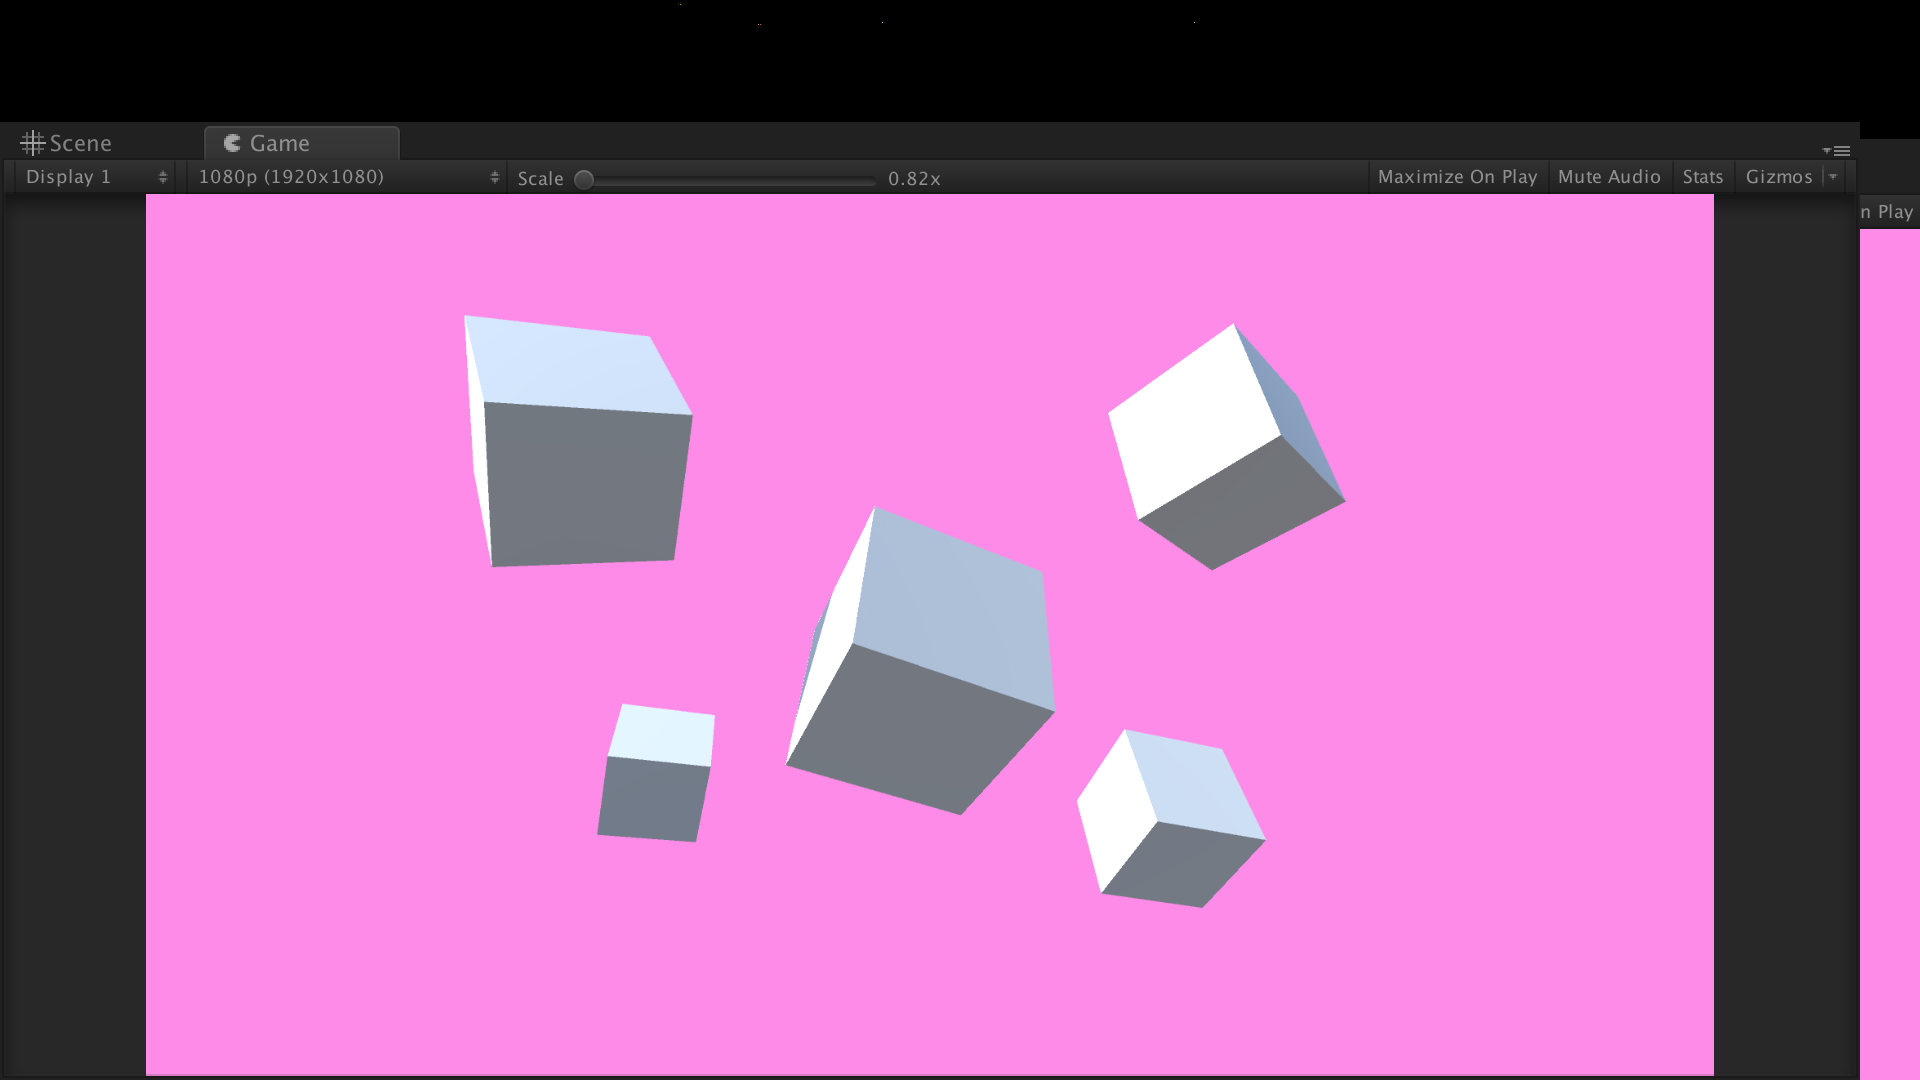 Scene Game
Display 1 1080p (1920x1080) Scale 0.82x Maximize On Play Mute Audio Stats Gizmos
n Play